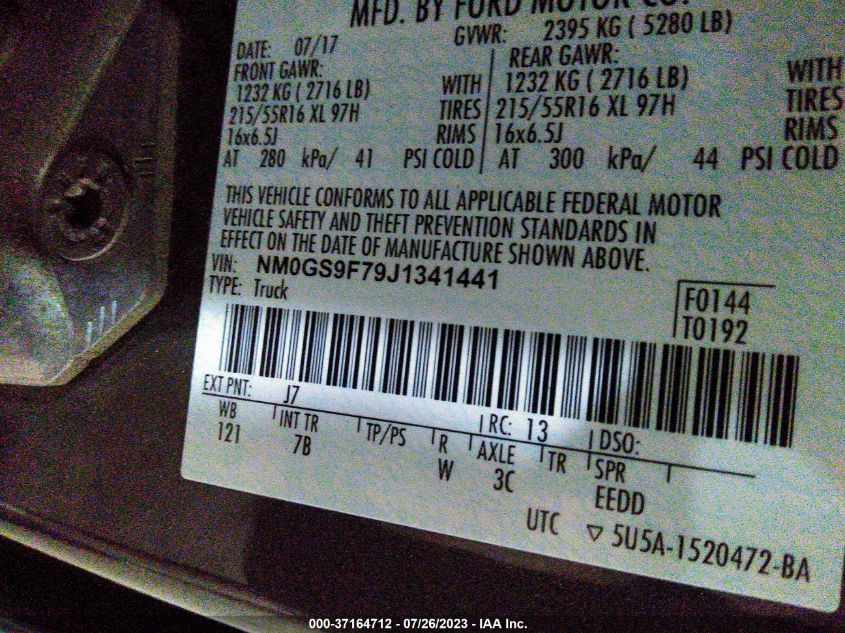 MFD. BY FORD MOTOR CO.
DATE: 07/17 GVWR: 2395 KG ( 5280 LB)
FRONT GAWR: REAR GAWR:
1232 KG ( 2716 LB) WITH 1232 KG ( 2716 LB) WITH
215/55R16 XL 97H TIRES 215/55R16 XL 97H TIRES
16x6.5J RIMS 16x6.5J RIMS
AT 280 kPa/ 41 PSI COLD AT 300 kPa/ 44 PSI COLD
THIS VEHICLE CONFORMS TO ALL APPLICABLE FEDERAL MOTOR
VEHICLE SAFETY AND THEFT PREVENTION STANDARDS IN
EFFECT ON THE DATE OF MANUFACTURE SHOWN ABOVE.
VIN: NM0GS9F79J1341441
TYPE: Truck
F0144
T0192
EXT PNT: J7 RC: 13 DSO:
WB INT TR TP/PS R AXLE TR SPR
121 7B W 3C EEDD
UTC ▽ 5U5A-1520472-BA
000-37164712 - 07/26/2023 - IAA Inc.